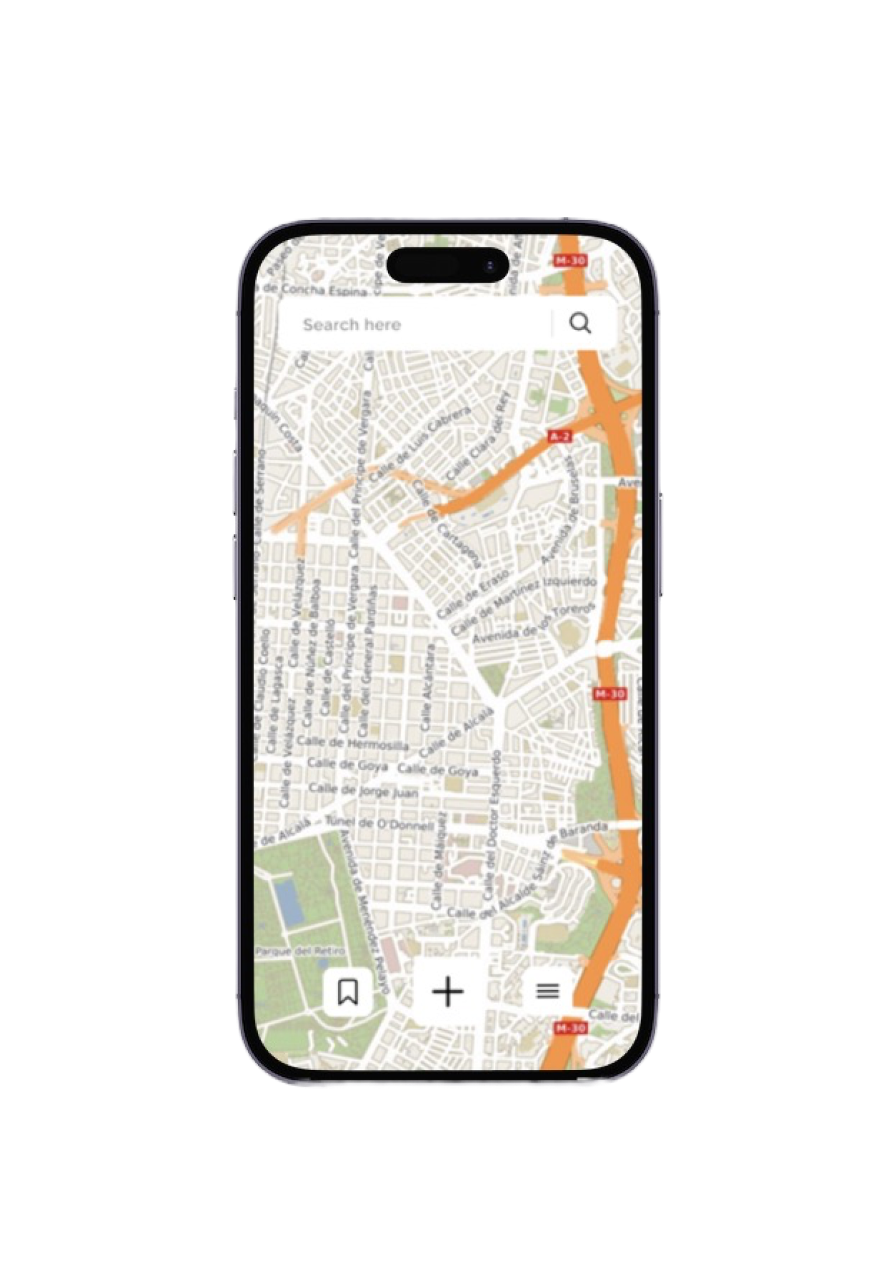 M-30
de Concha Espina
Search here
Calle de Luis Cabrera
Calle Clara del Rey
A-2
Calle de Serrano
Calle del Príncipe de Vergara
Calle de Cartagena
Avenida de Bruselas
Calle de Eraso
Calle de Martínez Izquierdo
Avenida de los Toreros
Calle de Velázquez
Calle de Núñez de Balboa
Calle de Castelló
Calle del Príncipe de Vergara
Calle del General Pardiñas
de Claudio Coello
Calle de Lagasca
Calle Alcántara
M-30
Calle de Velázquez
Calle de Alcalá
Calle de Hermosilla
Calle de Goya
Calle de Goya
Calle de Jorge Juan
de Alcalá
Túnel de O'Donnell
Calle de Máiquez
Calle del Doctor Esquerdo
Calle del Alcalde Sáinz de Baranda
Avenida de Menéndez Pelayo
Parque del Retiro
Calle del
M-30